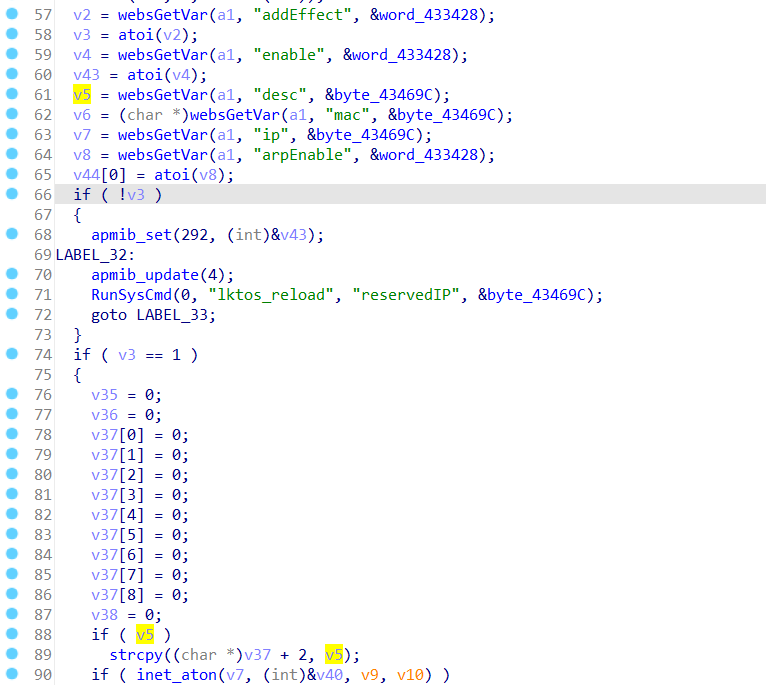 57 v2 = websGetVar(a1, "addEffect", &word_433428);
58 v3 = atoi(v2);
59 v4 = websGetVar(a1, "enable", &word_433428);
60 v43 = atoi(v4);
61 v5 = websGetVar(a1, "desc", &byte_43469C);
62 v6 = (char *)websGetVar(a1, "mac", &byte_43469C);
63 v7 = websGetVar(a1, "ip", &byte_43469C);
64 v8 = websGetVar(a1, "arpEnable", &word_433428);
65 v44[0] = atoi(v8);
66 if ( !v3 )
67 {
68 apmib_set(292, (int)&v43);
69 LABEL_32:
70 apmib_update(4);
71 RunSysCmd(0, "lktos_reload", "reservedIP", &byte_43469C);
72 goto LABEL_33;
73 }
74 if ( v3 == 1 )
75 {
76 v35 = 0;
77 v36 = 0;
78 v37[0] = 0;
79 v37[1] = 0;
80 v37[2] = 0;
81 v37[3] = 0;
82 v37[4] = 0;
83 v37[5] = 0;
84 v37[6] = 0;
85 v37[7] = 0;
86 v37[8] = 0;
87 v38 = 0;
88 if ( v5 )
89 strcpy((char *)v37 + 2, v5);
90 if ( inet_aton(v7, (int)&v40, v9, v10) )